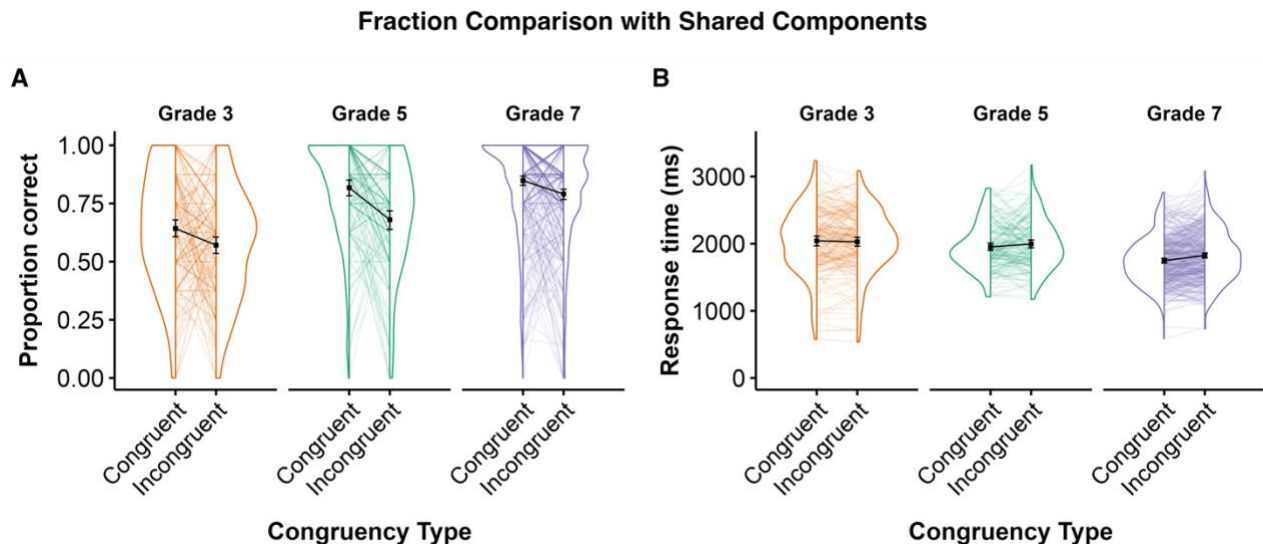 Fraction Comparison with Shared Components
A
Grade 3
Grade 5
Grade 7
Proportion correct
1.00
0.75
0.50
0.25
0.00
Congruent
Incongruent
Congruent
Incongruent
Congruent
Incongruent
Congruency Type
B
Grade 3
Grade 5
Grade 7
Response time (ms)
3000
2000
1000
0
Congruent
Incongruent
Congruent
Incongruent
Congruent
Incongruent
Congruency Type